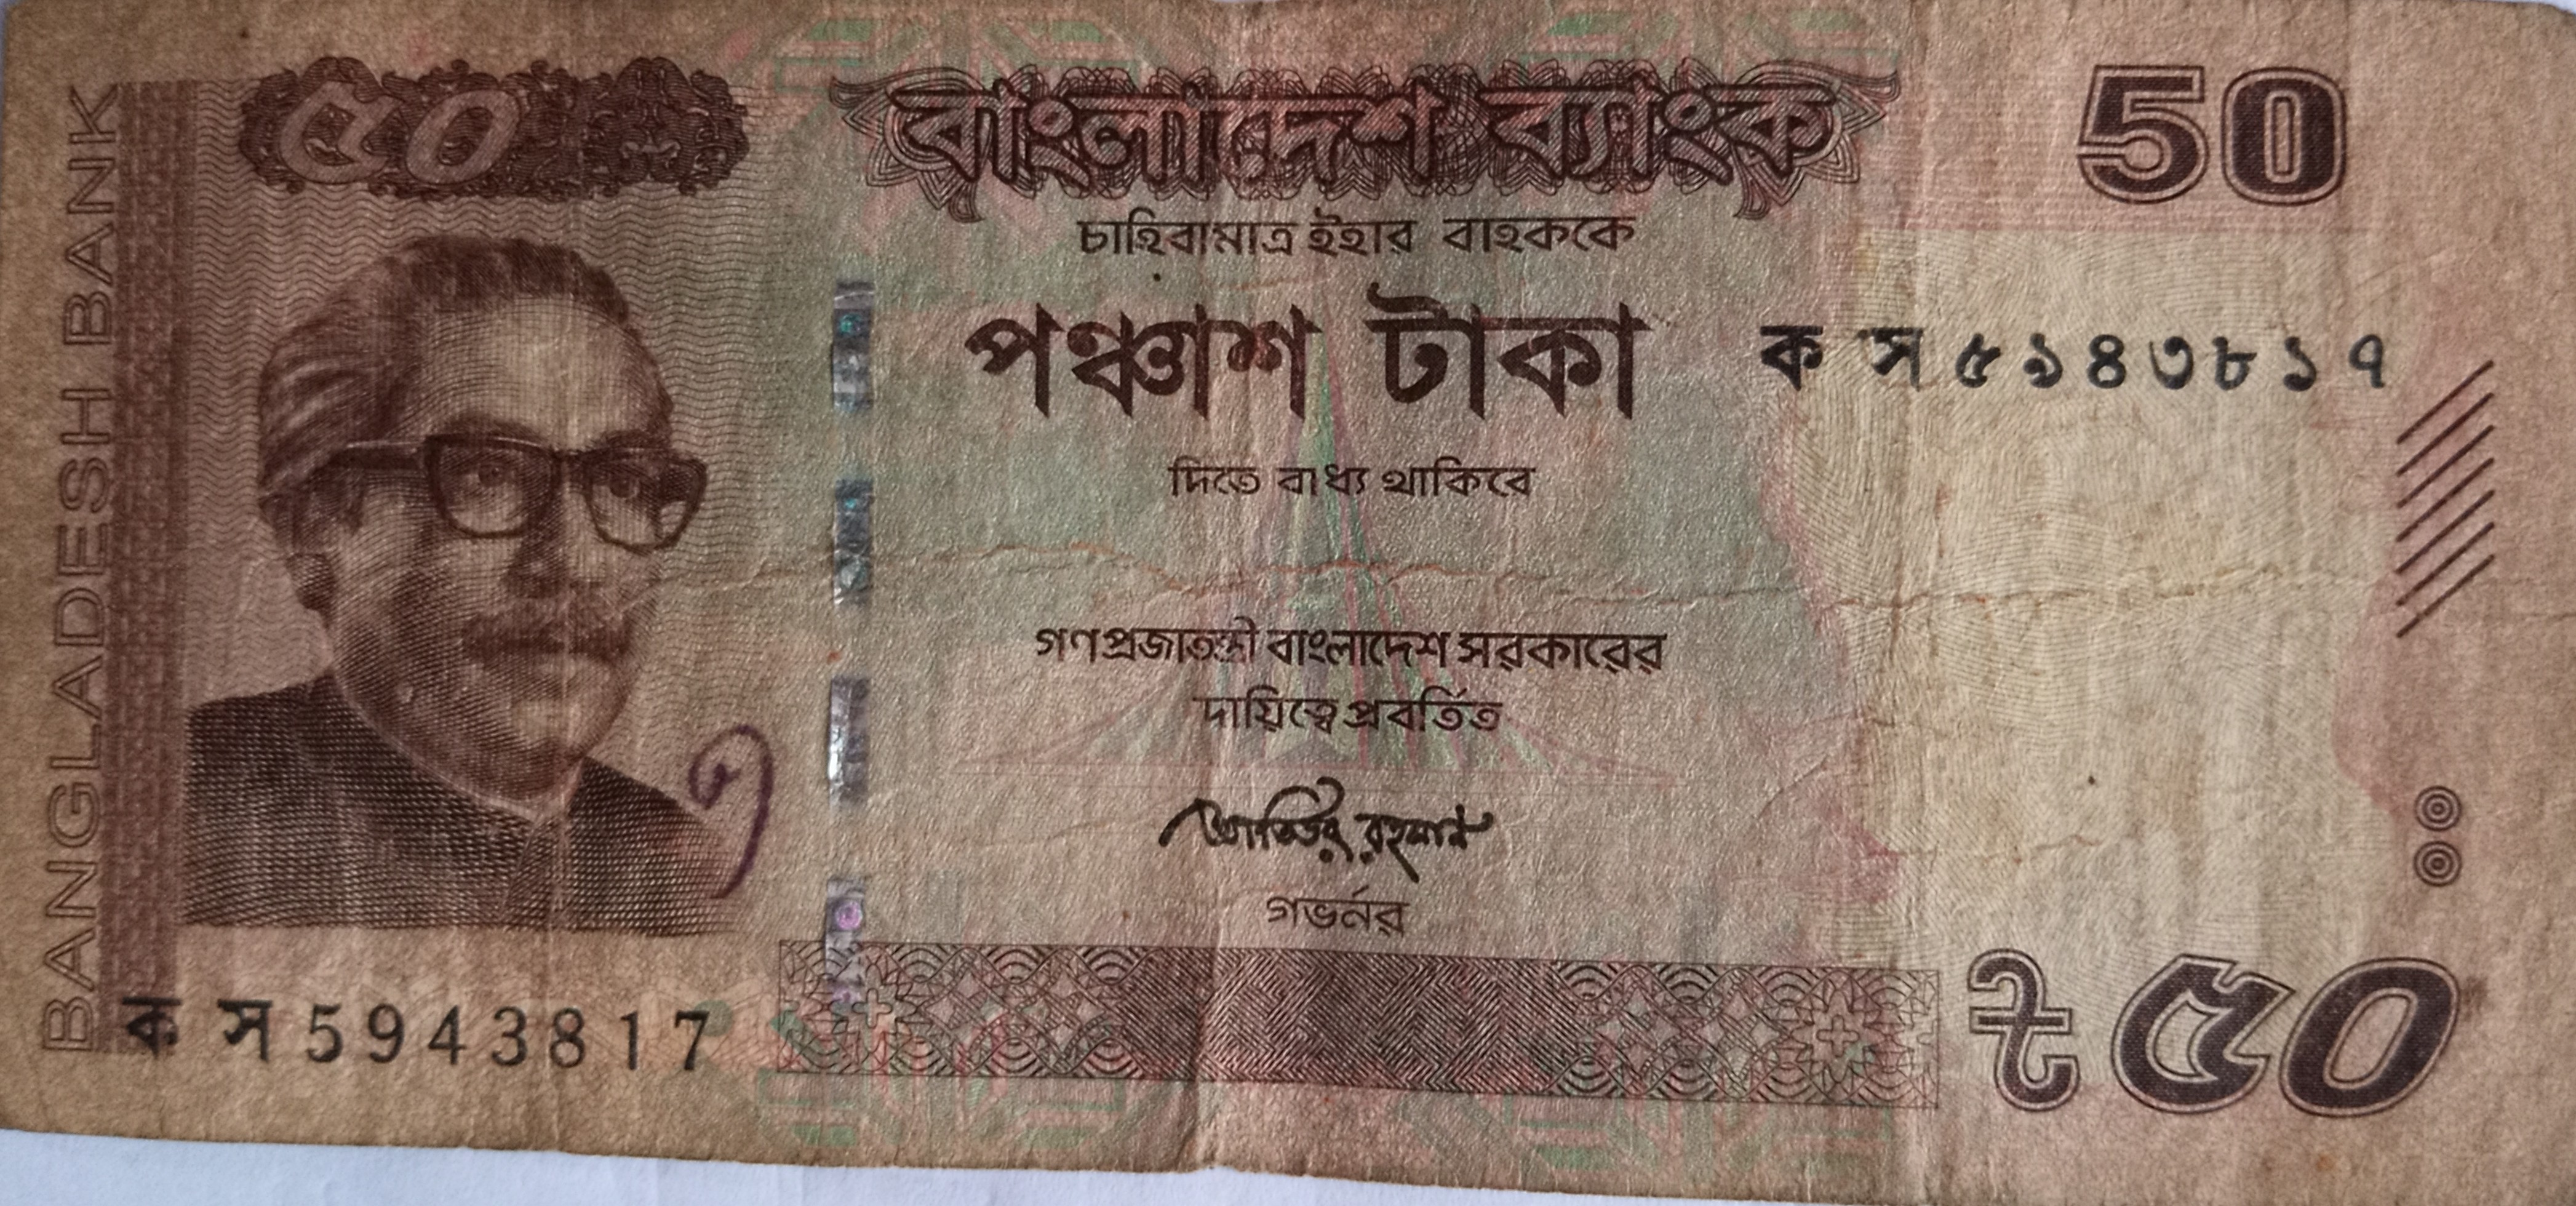 BANGLADESH BANK
৫০
বাংলাদেশ ব্যাংক
50
চাহিবামাত্র ইহার বাহককে
পঞ্চাশ টাকা
ক স ৫৯৪৩৮১৭
দিতে বাধ্য থাকিবে
গণপ্রজাতন্ত্রী বাংলাদেশ সরকারের
দায়িত্বে প্রবর্তিত
আতিউর রহমান
গভর্নর
ক স 5943817
৳ ৫০